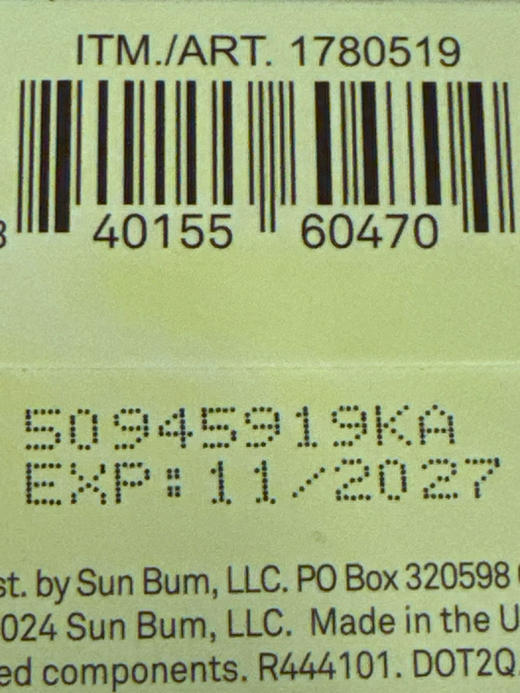 ITM./ART. 1780519
8 40155 60470
50945919KA
EXP: 11/2027
st. by Sun Bum, LLC. PO Box 320598
024 Sun Bum, LLC. Made in the U
ed components. R444101. DOT2Q